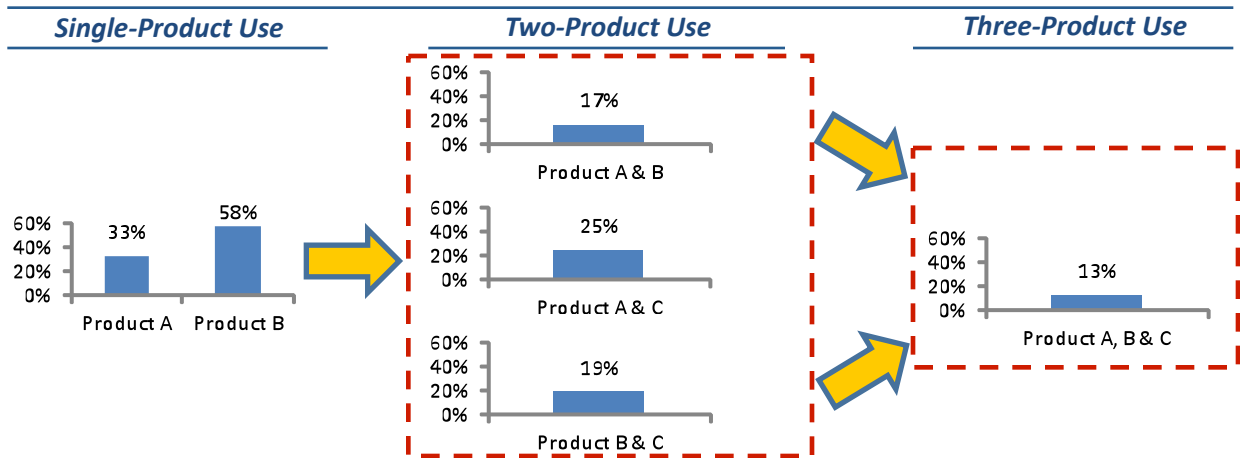 Single-Product Use
Two-Product Use
Three-Product Use
60%
40%
20%
0%
33%
58%
Product A
Product B
60%
40%
20%
0%
17%
Product A & B
60%
40%
20%
0%
25%
Product A & C
60%
40%
20%
0%
19%
Product B & C
60%
40%
20%
0%
13%
Product A, B & C